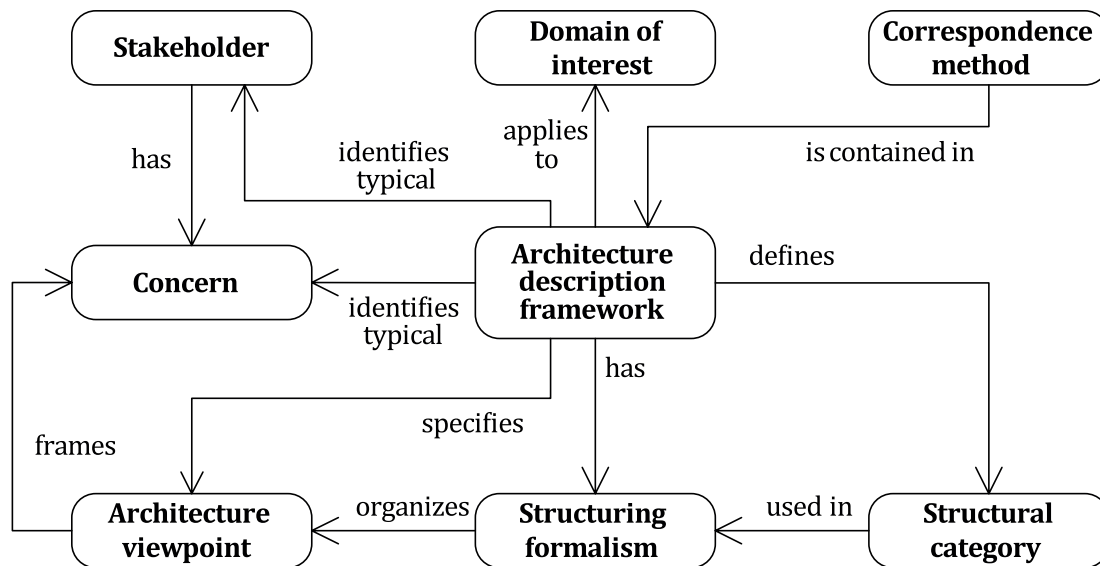 Stakeholder
Domain of
interest
Correspondence
method
has
identifies
typical
applies
to
is contained in
Concern
Architecture
description
framework
defines
identifies
typical
has
specifies
frames
Architecture
viewpoint
organizes
Structuring
formalism
used in
Structural
category